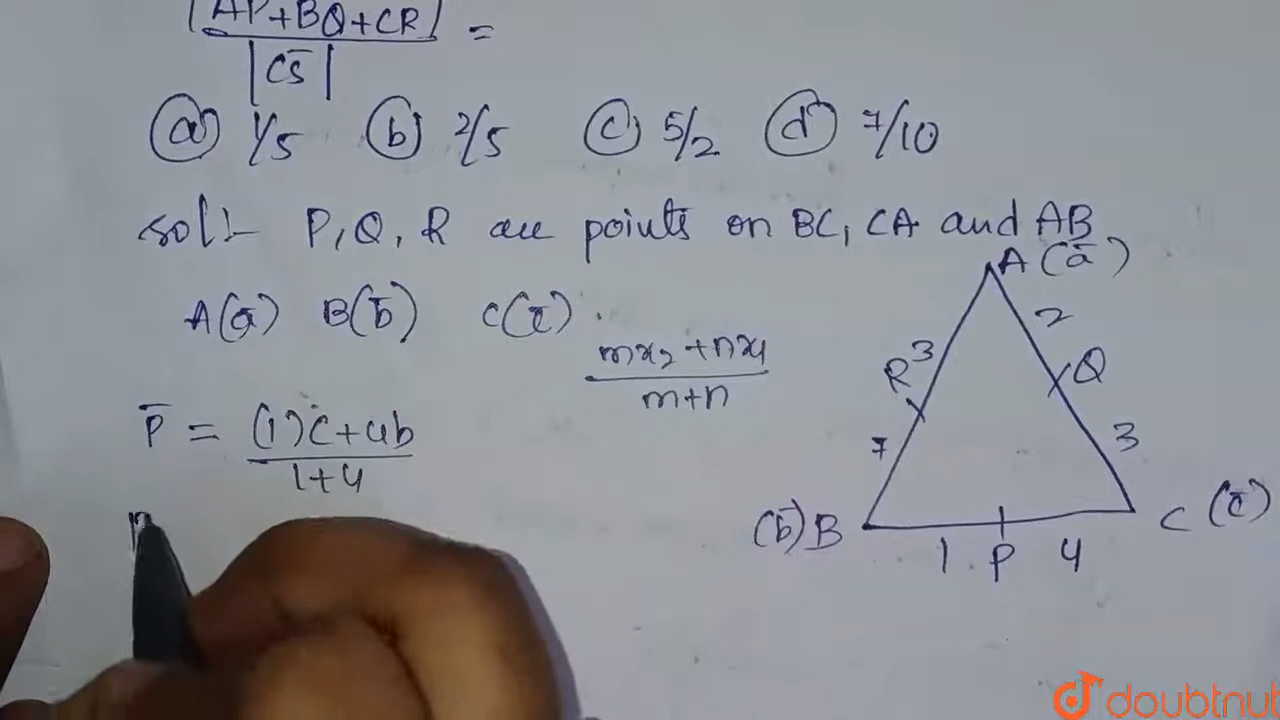 |AP+BQ+CR| / |CS̄| =
(a) 1/5 (b) 2/5 (c) 5/2 (d) 7/10
sol:- P, Q, R are points on BC, CA and AB
A(ā) B(b̄) C(c̄).
mx₂+nx₁ / m+n
P̄ = (1)c+4b / 1+4
A(ā)
2
R 3 Q
7 3
(b̄)B C (c̄)
1 P 4
doubtnut